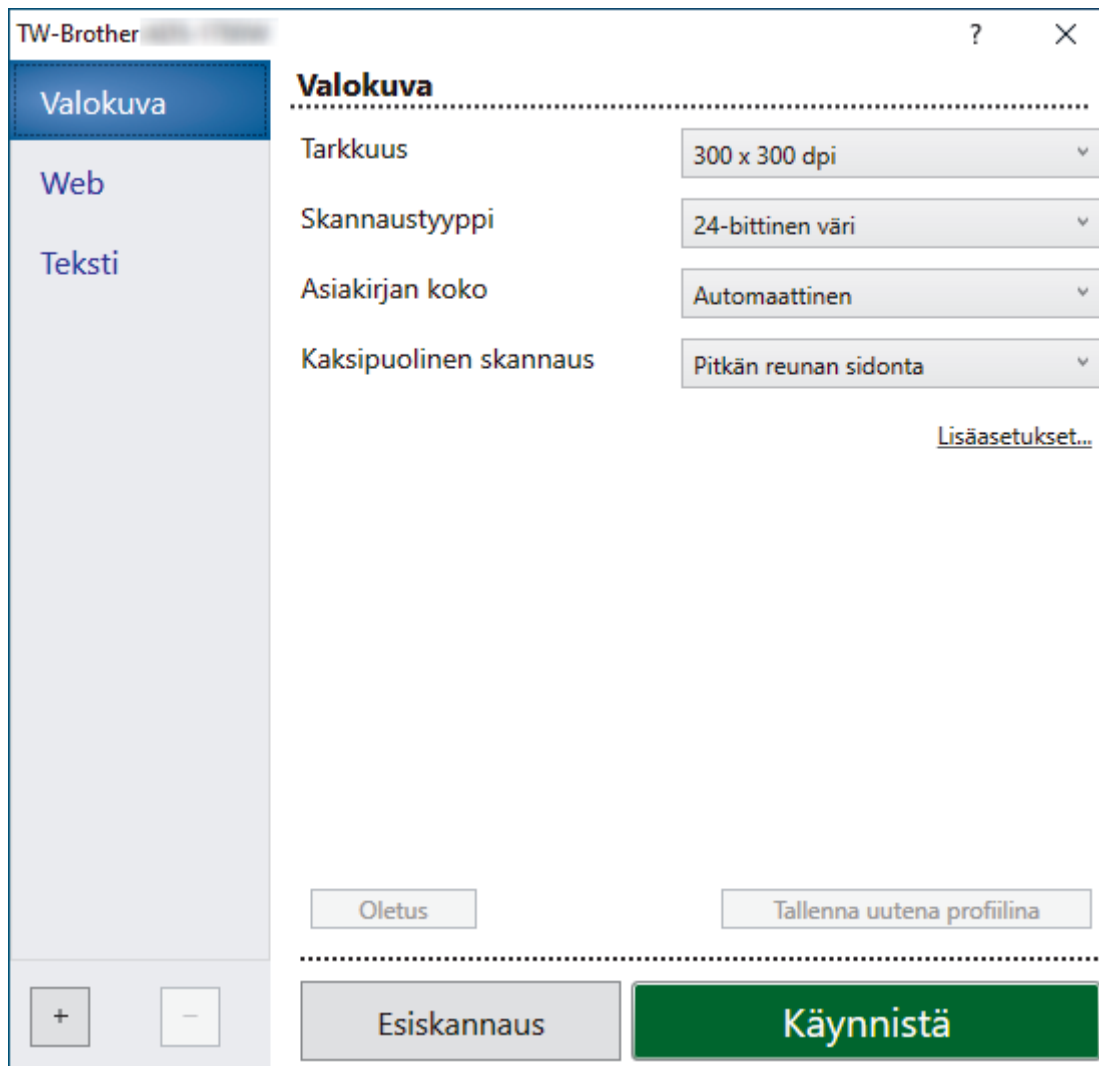 TW-Brother
?
Valokuva
Web
Teksti
Valokuva
Tarkkuus 300 x 300 dpi
Skannaustyyppi 24-bittinen väri
Asiakirjan koko Automaattinen
Kaksipuolinen skannaus Pitkän reunan sidonta
Lisäasetukset...
Oletus Tallenna uutena profiilina
+ −
Esiskannaus Käynnistä